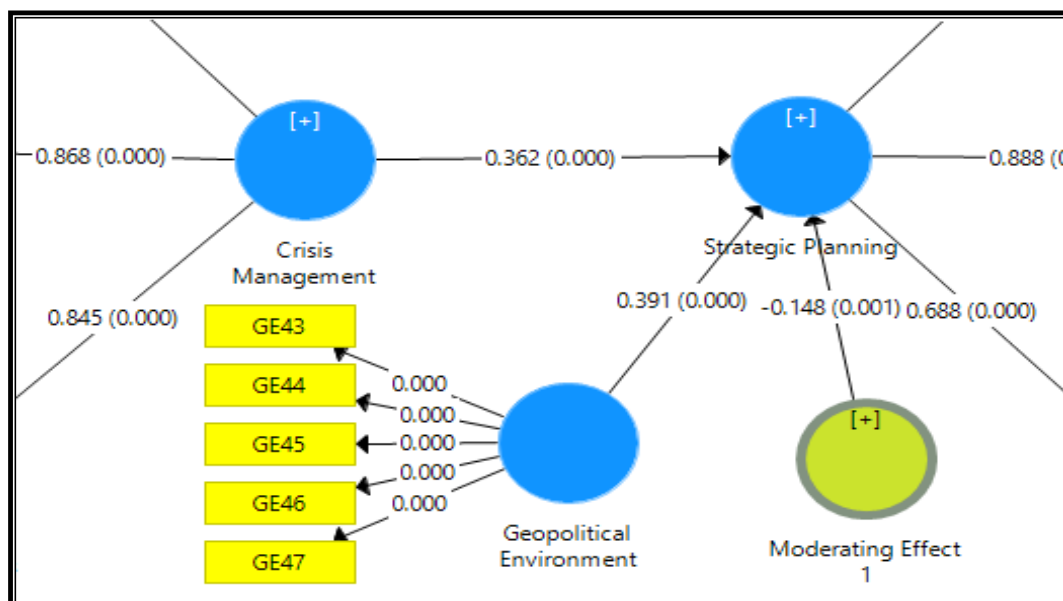 [+]
[+]
0.868 (0.000)
0.362 (0.000)
0.888 (0
Crisis
Management
Strategic Planning
0.845 (0.000)
0.391 (0.000)
-0.148 (0.001)
0.688 (0.000)
GE43
0.000
GE44
0.000
GE45
0.000
GE46
0.000
GE47
0.000
[+]
Geopolitical
Environment
Moderating Effect
1